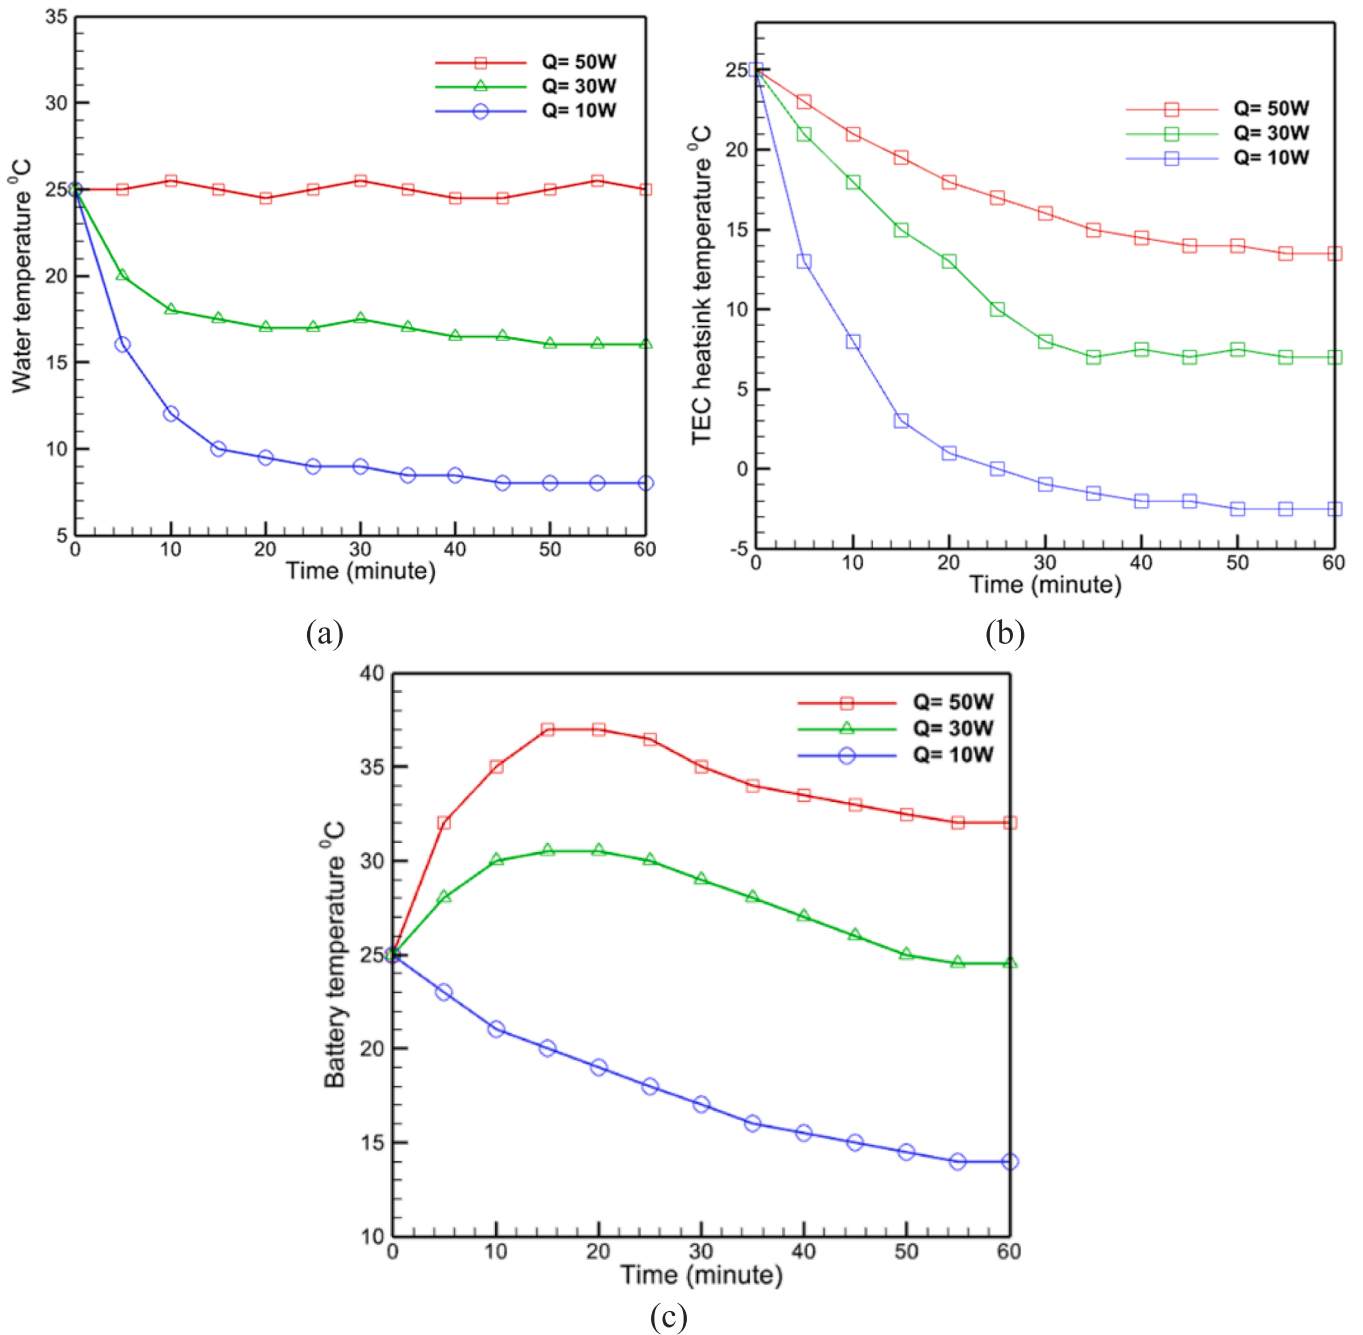 35
30
25
20
15
10
5
Water temperature ⁰C
Q= 50W
Q= 30W
Q= 10W
0 10 20 30 40 50 60
Time (minute)
(a)
25
20
15
10
5
0
-5
TEC heatsink temperature ⁰C
Q= 50W
Q= 30W
Q= 10W
0 10 20 30 40 50 60
Time (minute)
(b)
40
35
30
25
20
15
10
Battery temperature ⁰C
Q= 50W
Q= 30W
Q= 10W
0 10 20 30 40 50 60
Time (minute)
(c)